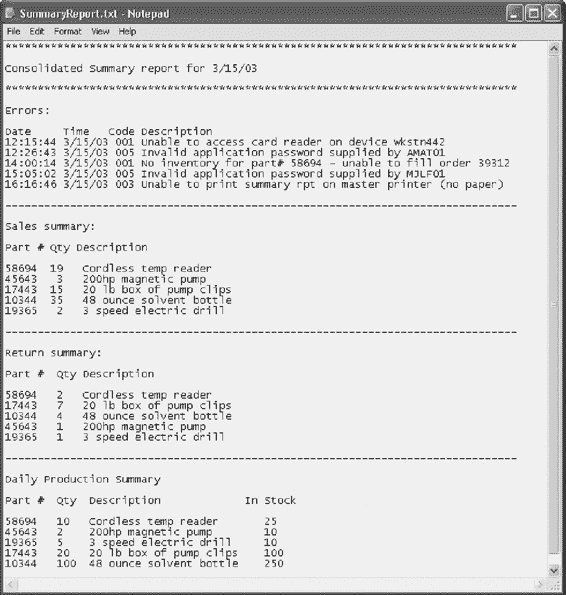 SummaryReport.txt - Notepad
File Edit Format View Help
*******************************************************************************
Consolidated Summary report for 3/15/03
*******************************************************************************
Errors:
Date Time Code Description
12:15:44 3/15/03 001 Unable to access card reader on device wkstn442
12:26:43 3/15/03 005 Invalid application password supplied by AMAT01
14:00:14 3/15/03 001 No inventory for part# 58694 - unable to fill order 39312
15:05:02 3/15/03 005 Invalid application password supplied by MJLF01
16:16:46 3/15/03 003 Unable to print summary rpt on master printer (no paper)
-------------------------------------------------------------------------------
Sales summary:
Part # Qty Description
58694 19 Cordless temp reader
45643 3 200hp magnetic pump
17443 15 20 lb box of pump clips
10344 35 48 ounce solvent bottle
19365 2 3 speed electric drill
-------------------------------------------------------------------------------
Return summary:
Part # Qty Description
58694 2 Cordless temp reader
17443 7 20 lb box of pump clips
10344 4 48 ounce solvent bottle
45643 1 200hp magnetic pump
19365 1 3 speed electric drill
-------------------------------------------------------------------------------
Daily Production Summary
Part # Qty Description In Stock
58694 10 Cordless temp reader 25
45643 2 200hp magnetic pump 10
19365 5 3 speed electric drill 10
17443 20 20 lb box of pump clips 100
10344 100 48 ounce solvent bottle 250